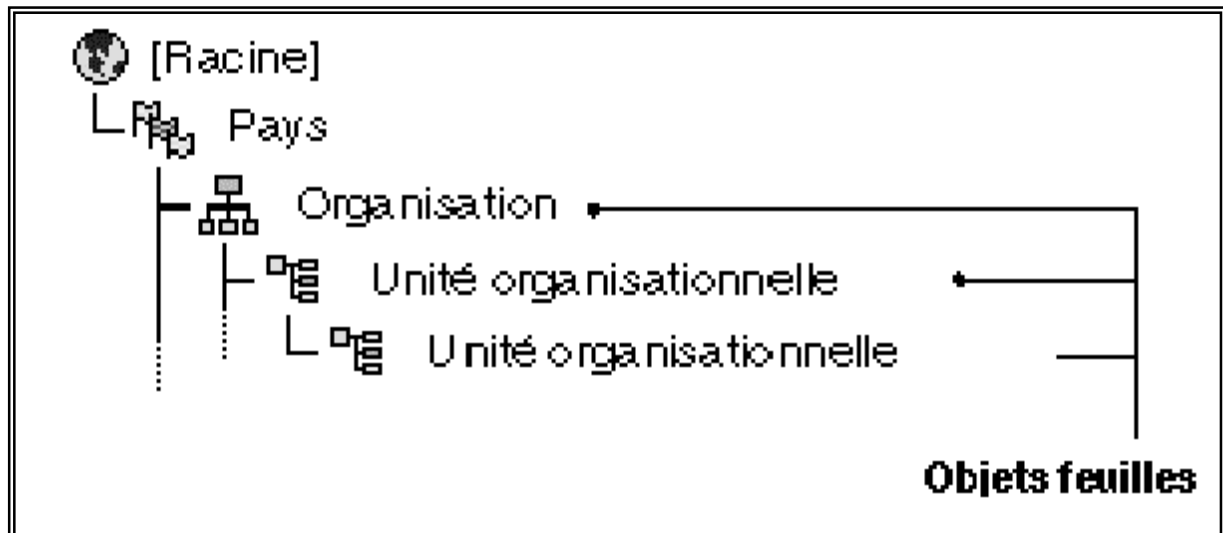 [Racine]
Pays
Organisation
Unité organisationnelle
Unité organisationnelle
Objets feuilles